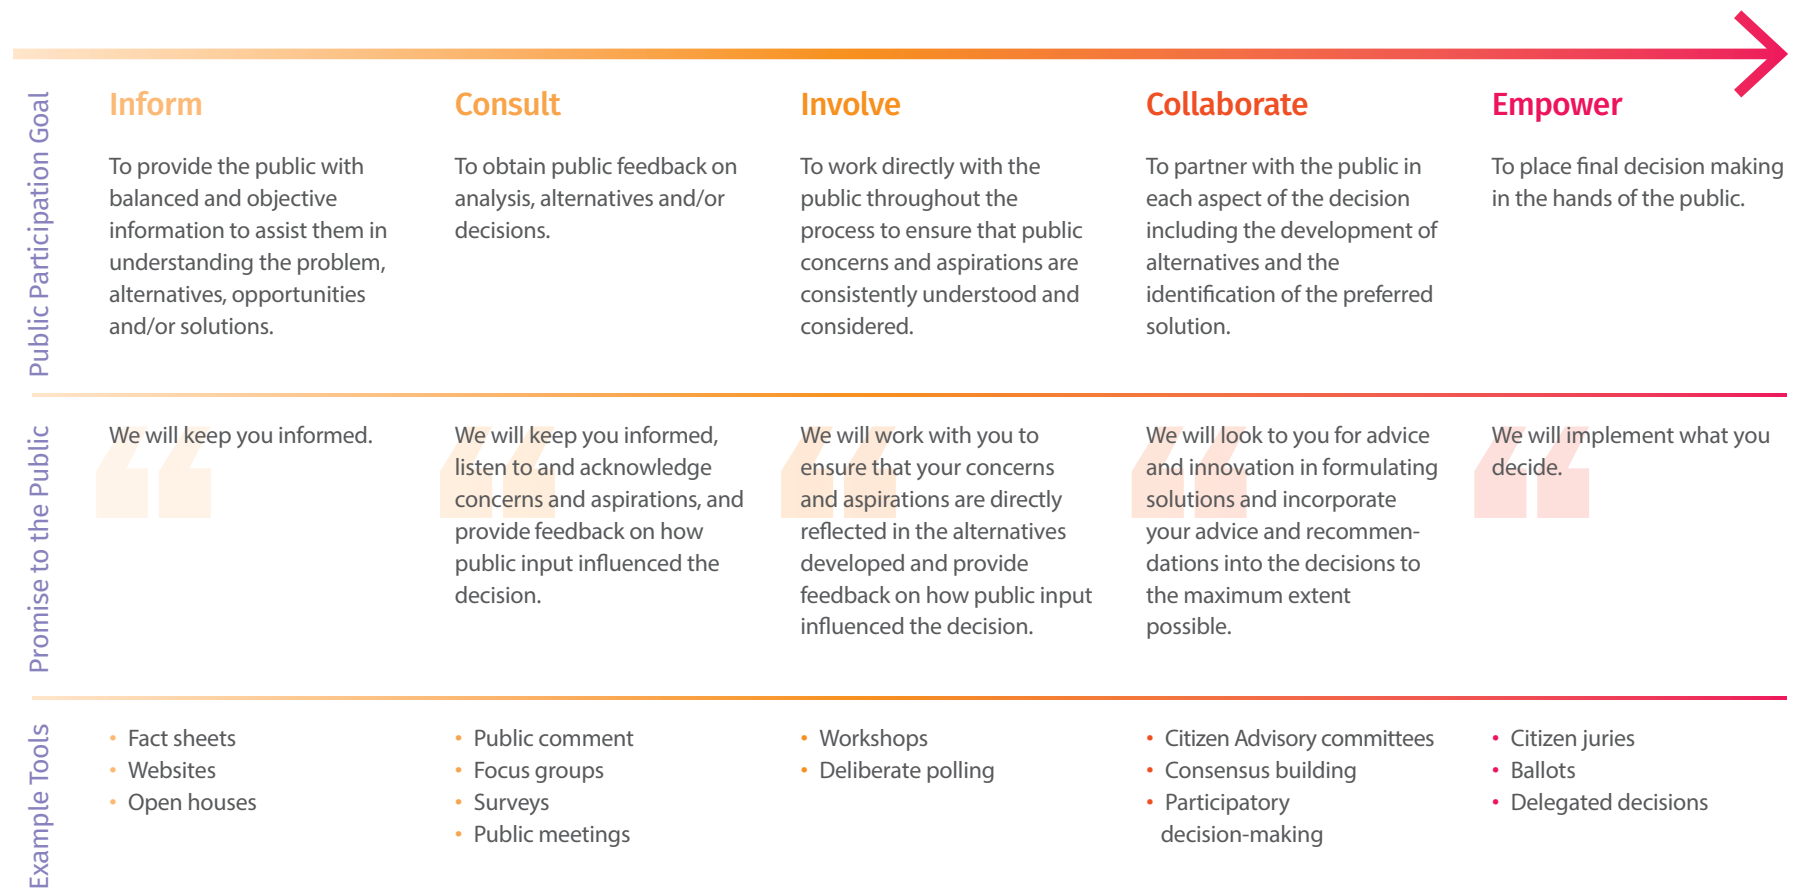 Public Participation Goal
Inform
To provide the public with
balanced and objective
information to assist them in
understanding the problem,
alternatives, opportunities
and/or solutions.
Consult
To obtain public feedback on
analysis, alternatives and/or
decisions.
Involve
To work directly with the
public throughout the
process to ensure that public
concerns and aspirations are
consistently understood and
considered.
Collaborate
To partner with the public in
each aspect of the decision
including the development of
alternatives and the
identification of the preferred
solution.
Empower
To place final decision making
in the hands of the public.
Promise to the Public
We will keep you informed.
We will keep you informed,
listen to and acknowledge
concerns and aspirations, and
provide feedback on how
public input influenced the
decision.
We will work with you to
ensure that your concerns
and aspirations are directly
reflected in the alternatives
developed and provide
feedback on how public input
influenced the decision.
We will look to you for advice
and innovation in formulating
solutions and incorporate
your advice and recommen-
dations into the decisions to
the maximum extent
possible.
We will implement what you
decide.
Example Tools
• Fact sheets
• Websites
• Open houses
• Public comment
• Focus groups
• Surveys
• Public meetings
• Workshops
• Deliberate polling
• Citizen Advisory committees
• Consensus building
• Participatory
decision-making
• Citizen juries
• Ballots
• Delegated decisions